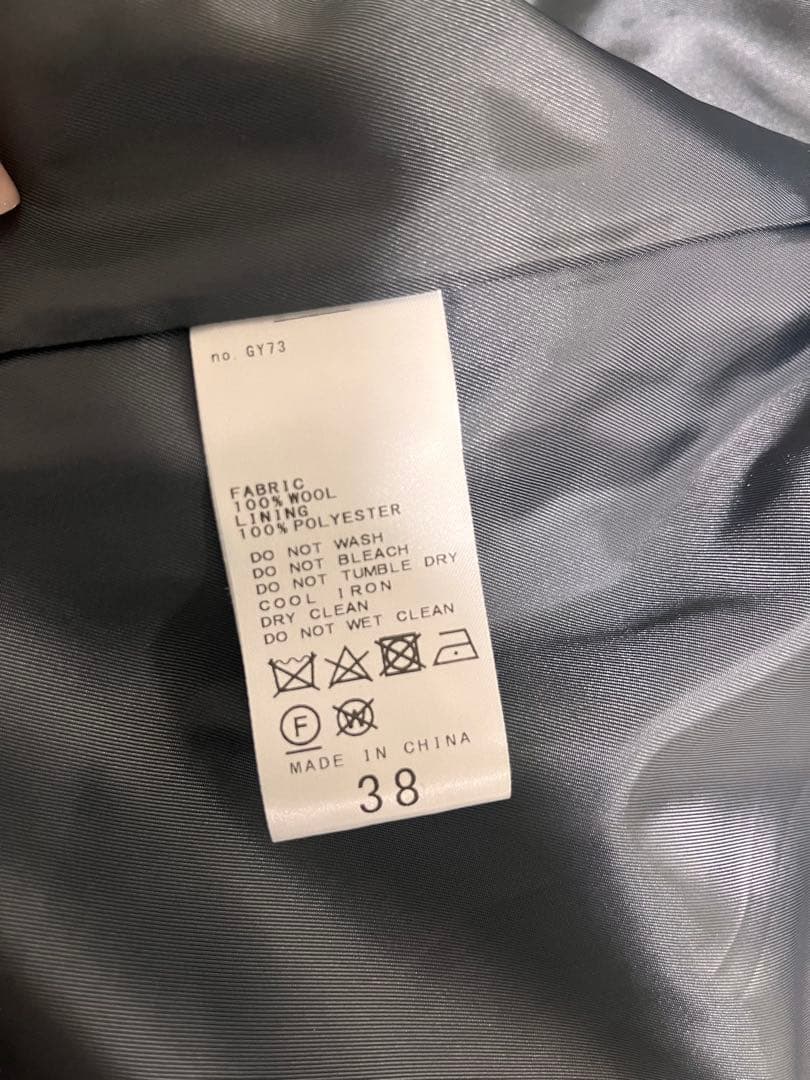 no. GY73
FABRIC
100% WOOL
LINING
100% POLYESTER
DO NOT WASH
DO NOT BLEACH
DO NOT TUMBLE DRY
COOL IRON
DRY CLEAN
DO NOT WET CLEAN
F W
MADE IN CHINA
38